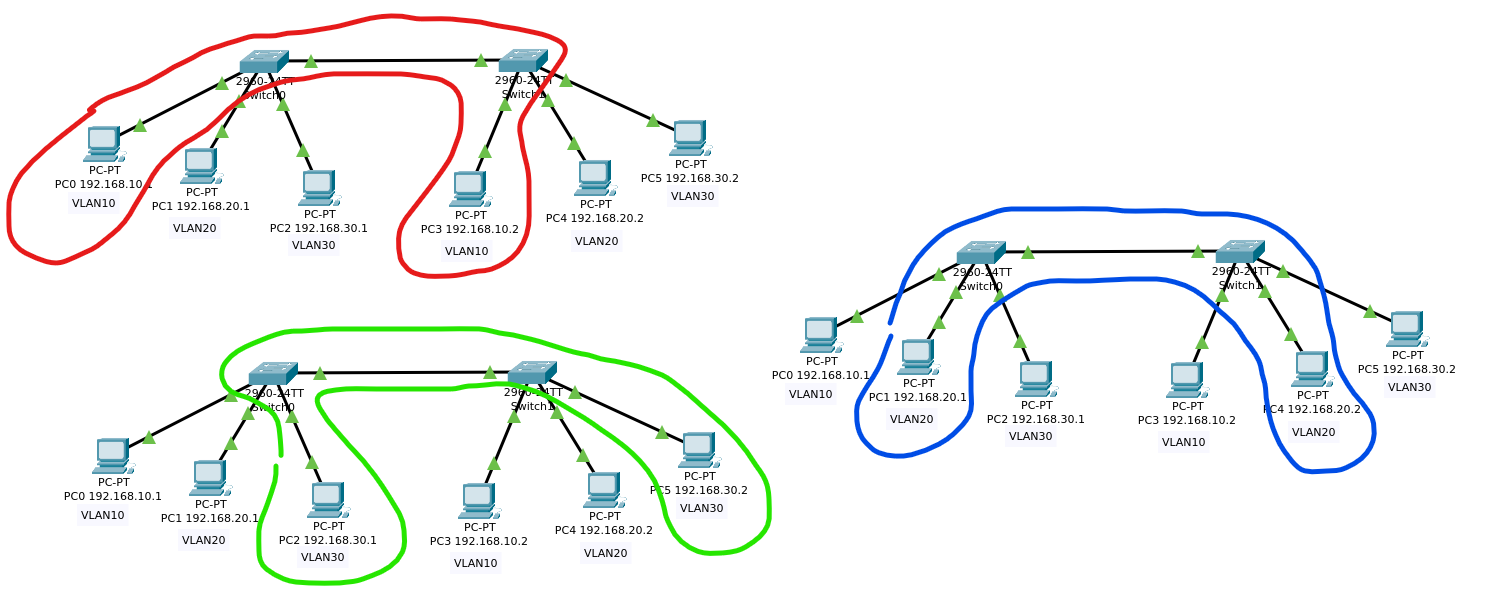 2960-24TT
Switch0
2960-24TT
Switch1
PC-PT
PC0 192.168.10.1
VLAN10
PC-PT
PC1 192.168.20.1
VLAN20
PC-PT
PC2 192.168.30.1
VLAN30
PC-PT
PC3 192.168.10.2
VLAN10
PC-PT
PC4 192.168.20.2
VLAN20
PC-PT
PC5 192.168.30.2
VLAN30
2960-24TT
Switch0
2960-24TT
Switch1
PC-PT
PC0 192.168.10.1
VLAN10
PC-PT
PC1 192.168.20.1
VLAN20
PC-PT
PC2 192.168.30.1
VLAN30
PC-PT
PC3 192.168.10.2
VLAN10
PC-PT
PC4 192.168.20.2
VLAN20
PC-PT
PC5 192.168.30.2
VLAN30
2960-24TT
Switch0
2960-24TT
Switch1
PC-PT
PC0 192.168.10.1
VLAN10
PC-PT
PC1 192.168.20.1
VLAN20
PC-PT
PC2 192.168.30.1
VLAN30
PC-PT
PC3 192.168.10.2
VLAN10
PC-PT
PC4 192.168.20.2
VLAN20
PC-PT
PC5 192.168.30.2
VLAN30